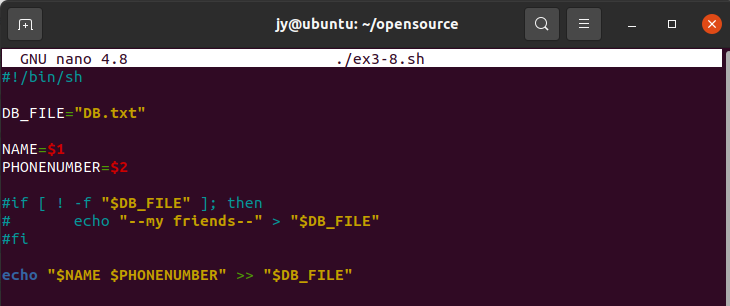 jy@ubuntu: ~/opensource
GNU nano 4.8 ./ex3-8.sh
#!/bin/sh
DB_FILE="DB.txt"
NAME=$1
PHONENUMBER=$2
#if [ ! -f "$DB_FILE" ]; then
#       echo "--my friends--" > "$DB_FILE"
#fi
echo "$NAME $PHONENUMBER" >> "$DB_FILE"